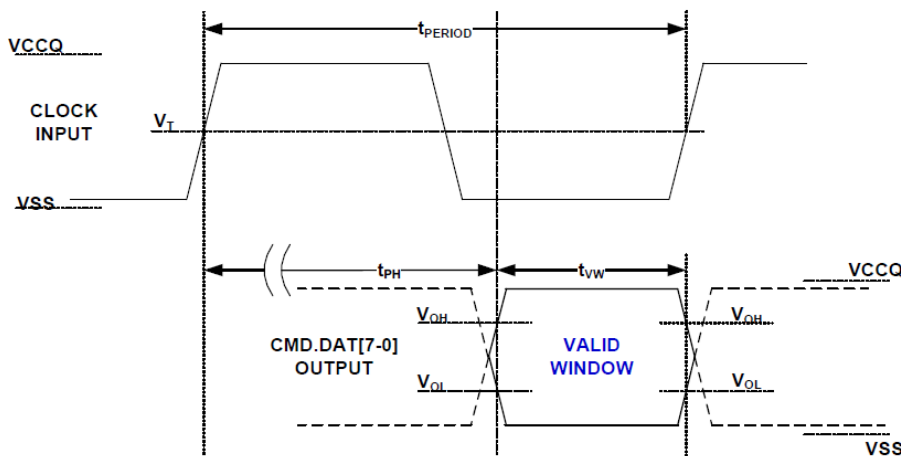 tPERIOD
VCCQ
CLOCK
INPUT
VT
VSS
tPH
tVW
VCCQ
VOH
VOH
CMD.DAT[7-0]
OUTPUT
VALID
WINDOW
VOL
VOL
VSS